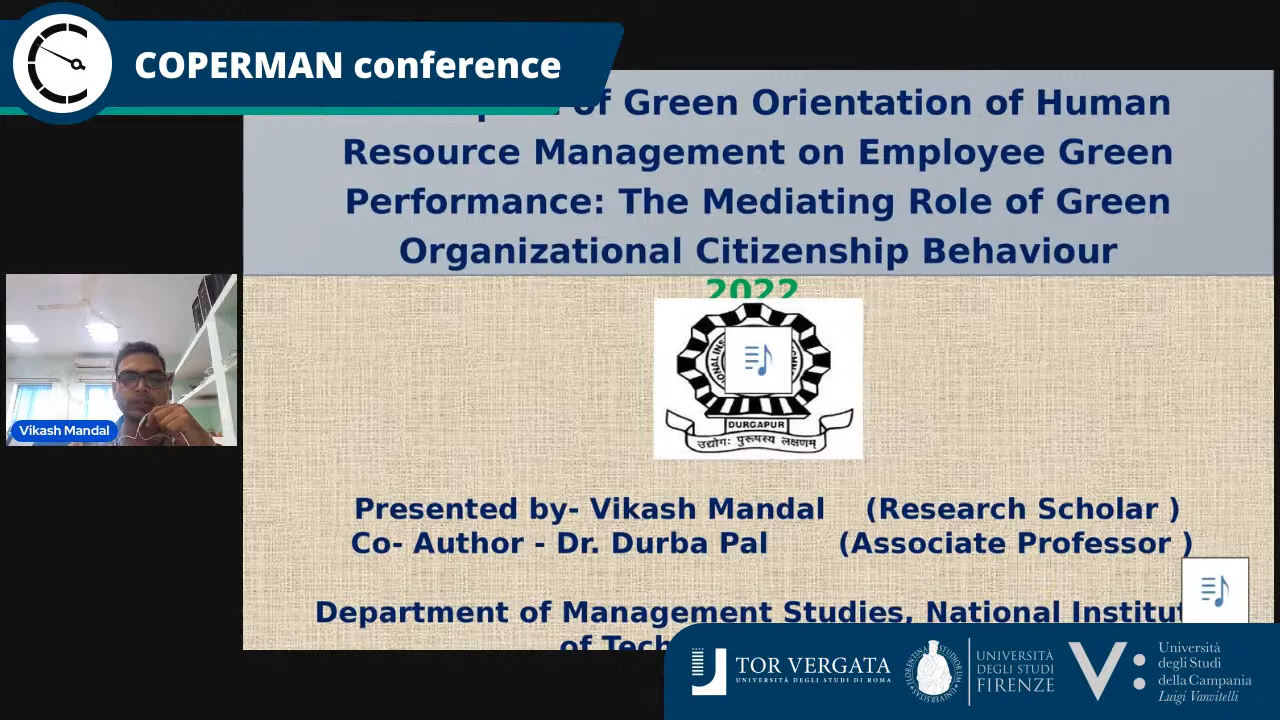 COPERMAN conference
of Green Orientation of Human
Resource Management on Employee Green
Performance: The Mediating Role of Green
Organizational Citizenship Behaviour
2022
DURGAPUR
उद्योगः पुरुषस्य लक्षणम्
Vikash Mandal
Presented by- Vikash Mandal (Research Scholar )
Co- Author - Dr. Durba Pal (Associate Professor )
Department of Management Studies, National Institut
of Tech
TOR VERGATA
UNIVERSITÀ DEGLI STUDI DI ROMA
UNIVERSITÀ
DEGLI STUDI
FIRENZE
Università
degli Studi
della Campania
Luigi Vanvitelli